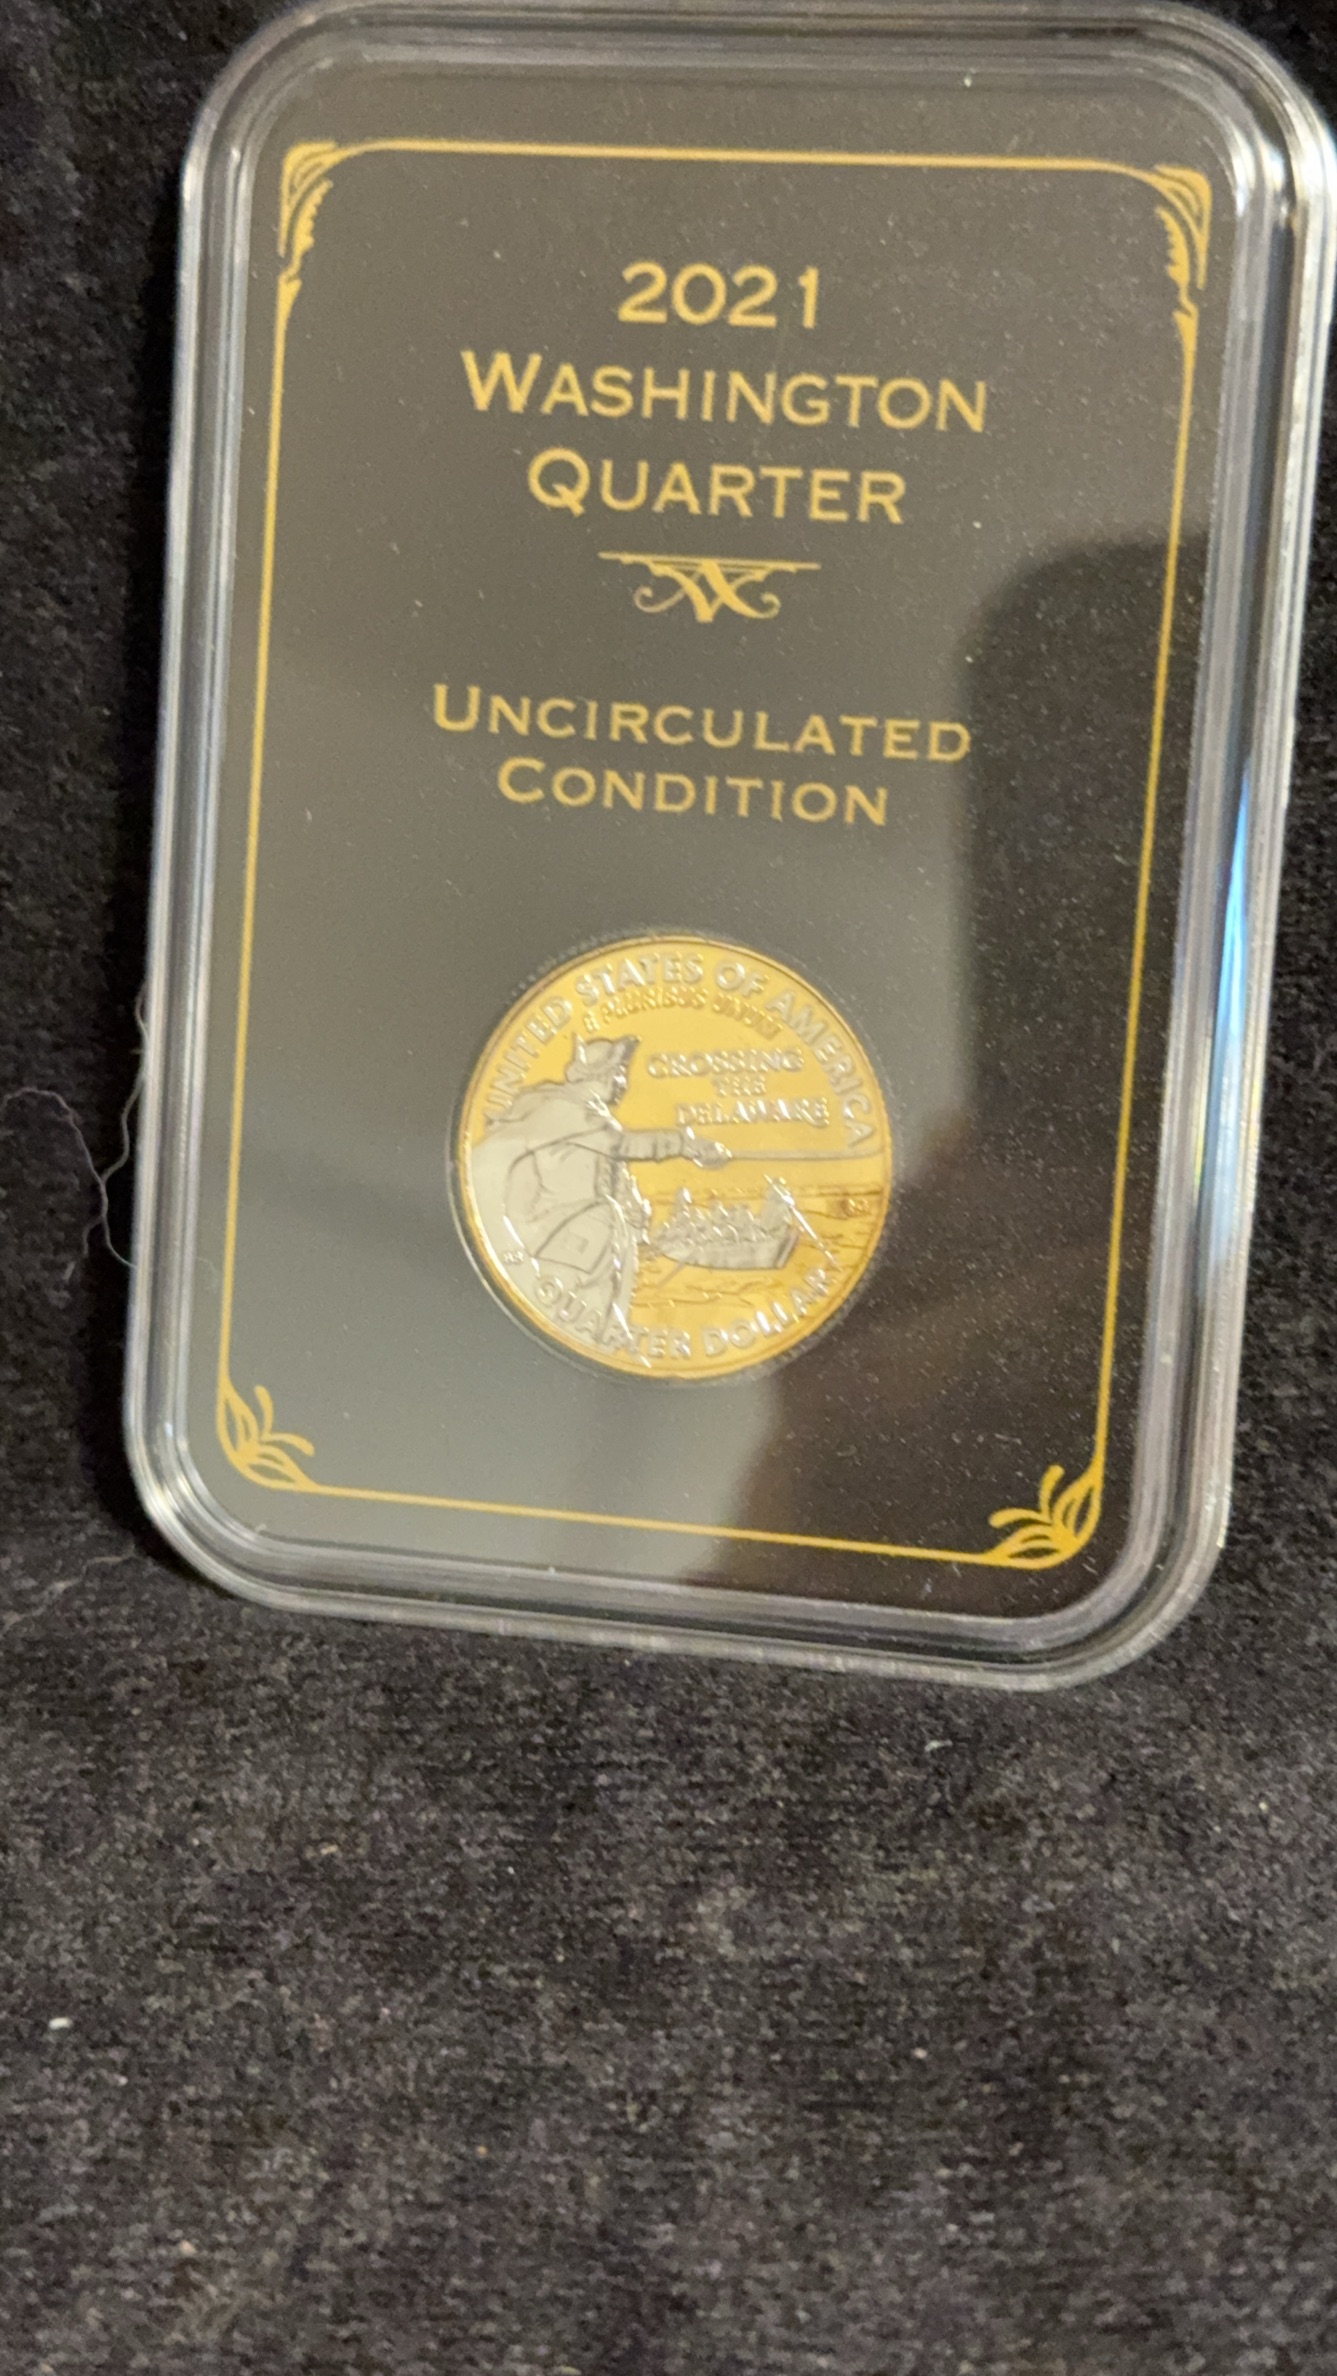 2021
WASHINGTON
QUARTER
UNCIRCULATED
CONDITION
UNITED STATES OF AMERICA
E PLURIBUS UNUM
CROSSING
THE
DELAWARE
QUARTER DOLLAR